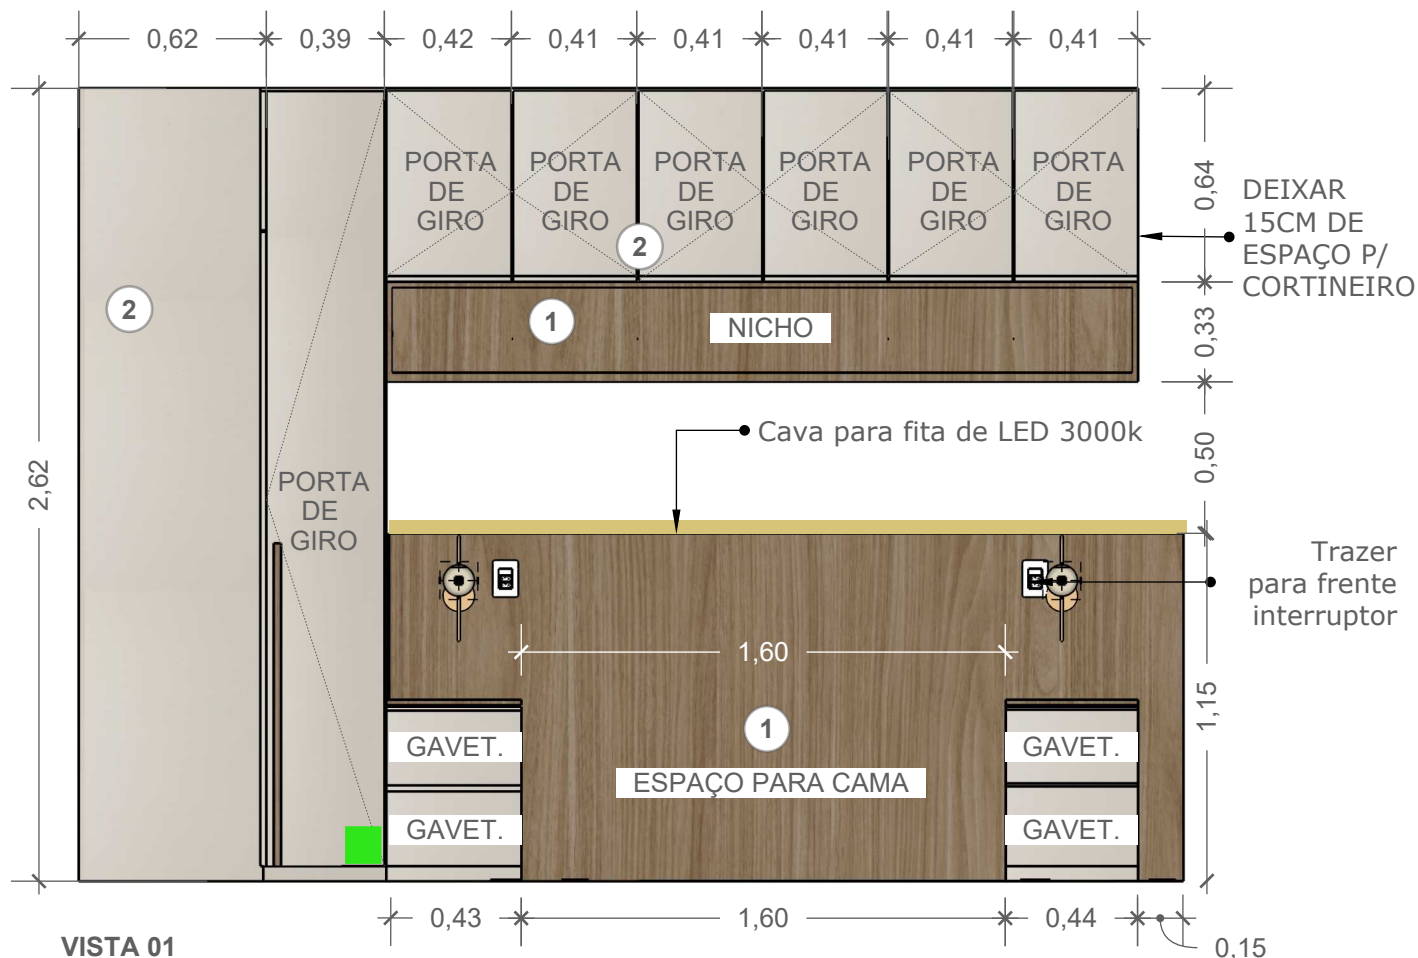 0,62 0,39 0,42 0,41 0,41 0,41 0,41 0,41
PORTA
DE
GIRO
PORTA
DE
GIRO
PORTA
DE
GIRO
PORTA
DE
GIRO
PORTA
DE
GIRO
PORTA
DE
GIRO
0,64
DEIXAR
15CM DE
ESPAÇO P/
CORTINEIRO
2
2
1
NICHO
0,33
Cava para fita de LED 3000k
0,50
2,62
PORTA
DE
GIRO
Trazer
para frente
interruptor
1,60
1,15
1
GAVET.
GAVET.
ESPAÇO PARA CAMA
GAVET.
GAVET.
0,43 1,60 0,44
0,15
VISTA 01